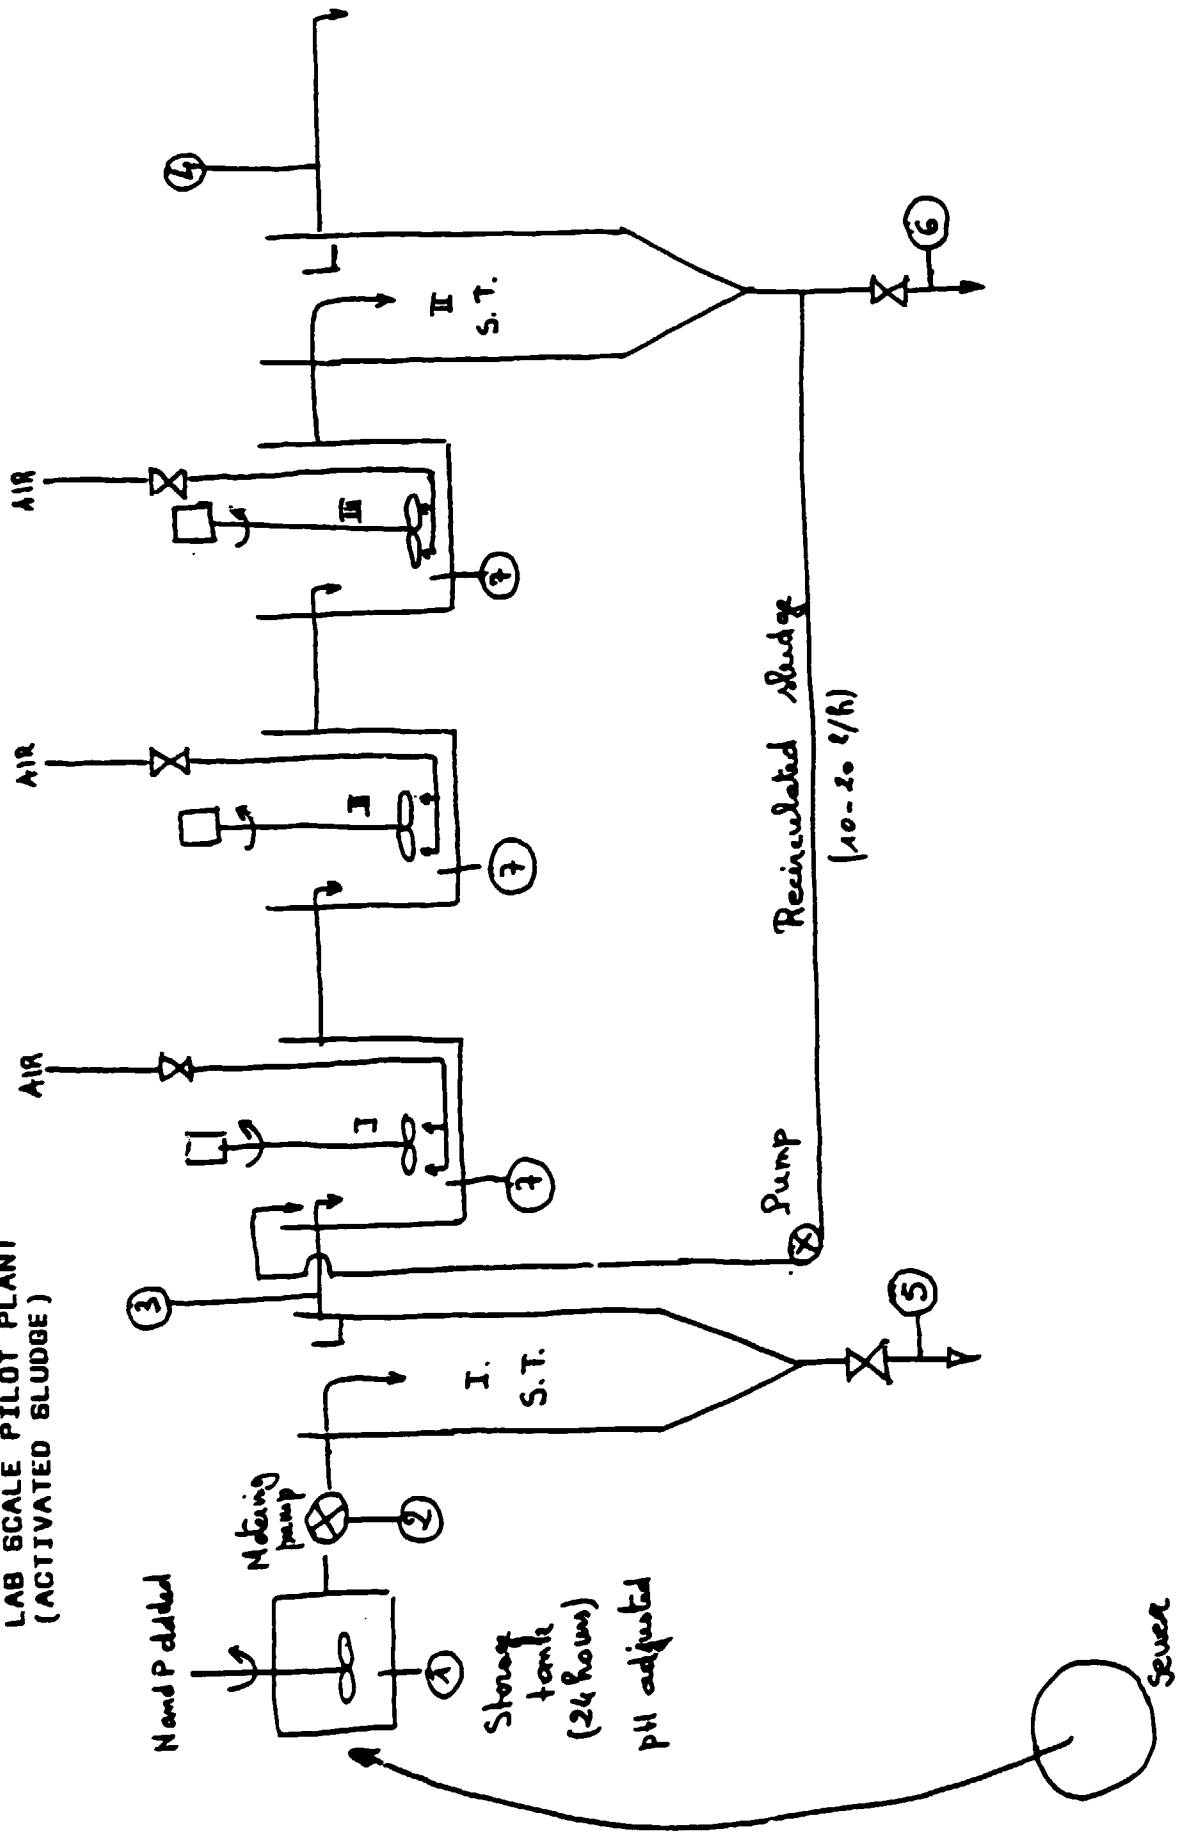 LAB SCALE PILOT PLANT
(ACTIVATED SLUDGE)
AIR
AIR
AIR
N and P added
3
4
Metering
pump
I
II
III
1
2
7
7
7
I.
S.T.
II
S.T.
Storage
tank
(24 hours)
pH adjusted
Pump
Recirculated sludge
(10-20 l/h)
5
6
Sewer